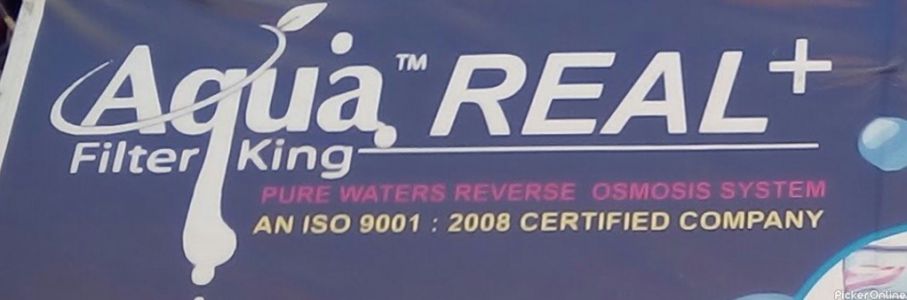 Aqua™ REAL+
Filter King
PURE WATERS REVERSE OSMOSIS SYSTEM
AN ISO 9001 : 2008 CERTIFIED COMPANY
PickerOnline